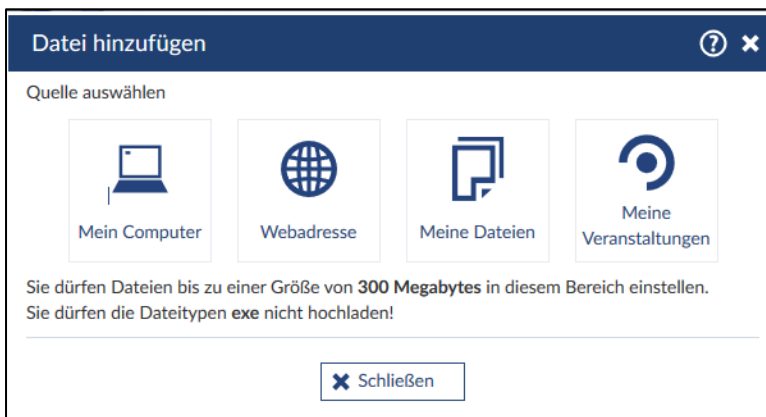 Datei hinzufügen
Quelle auswählen
Mein Computer
Webadresse
Meine Dateien
Meine
Veranstaltungen
Sie dürfen Dateien bis zu einer Größe von 300 Megabytes in diesem Bereich einstellen.
Sie dürfen die Dateitypen exe nicht hochladen!
Schließen